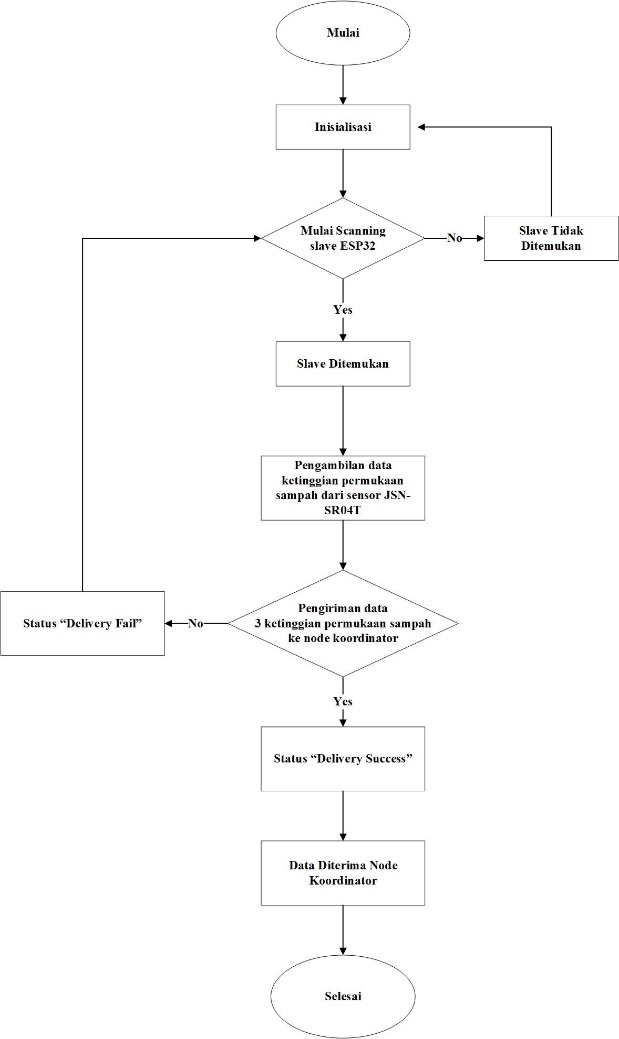 Mulai
Inisialisasi
Mulai Scanning
slave ESP32
No
Slave Tidak
Ditemukan
Yes
Slave Ditemukan
Pengambilan data
ketinggian permukaan
sampah dari sensor JSN-
SR04T
Pengiriman data
3 ketinggian permukaan sampah
ke node koordinator
No
Status “Delivery Fail”
Yes
Status “Delivery Success”
Data Diterima Node
Koordinator
Selesai